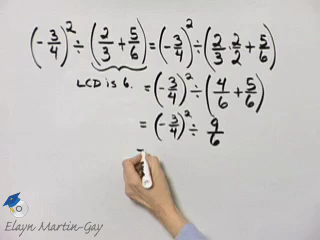 (-3/4)² ÷ (2/3 + 5/6) = (-3/4)² ÷ (2/3 · 2/2 + 5/6)
LCD is 6. = (-3/4)² ÷ (4/6 + 5/6)
= (-3/4)² ÷ 9/6
=
Elayn Martin-Gay